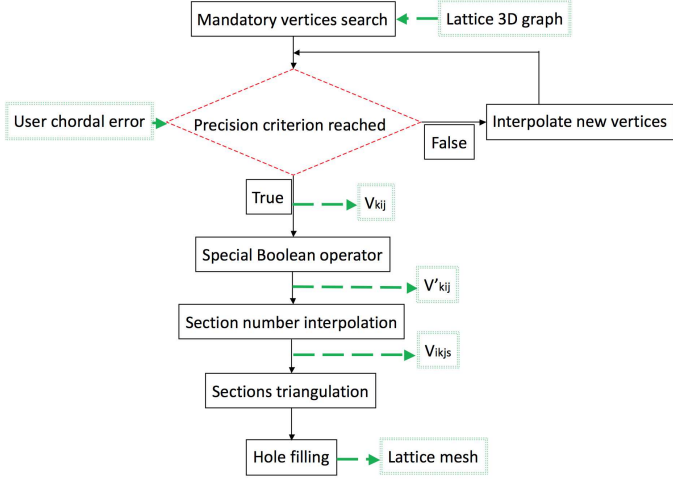 Mandatory vertices search
Lattice 3D graph
User chordal error
Precision criterion reached
Interpolate new vertices
False
True
Vkij
Special Boolean operator
V'kij
Section number interpolation
Vikjs
Sections triangulation
Hole filling
Lattice mesh